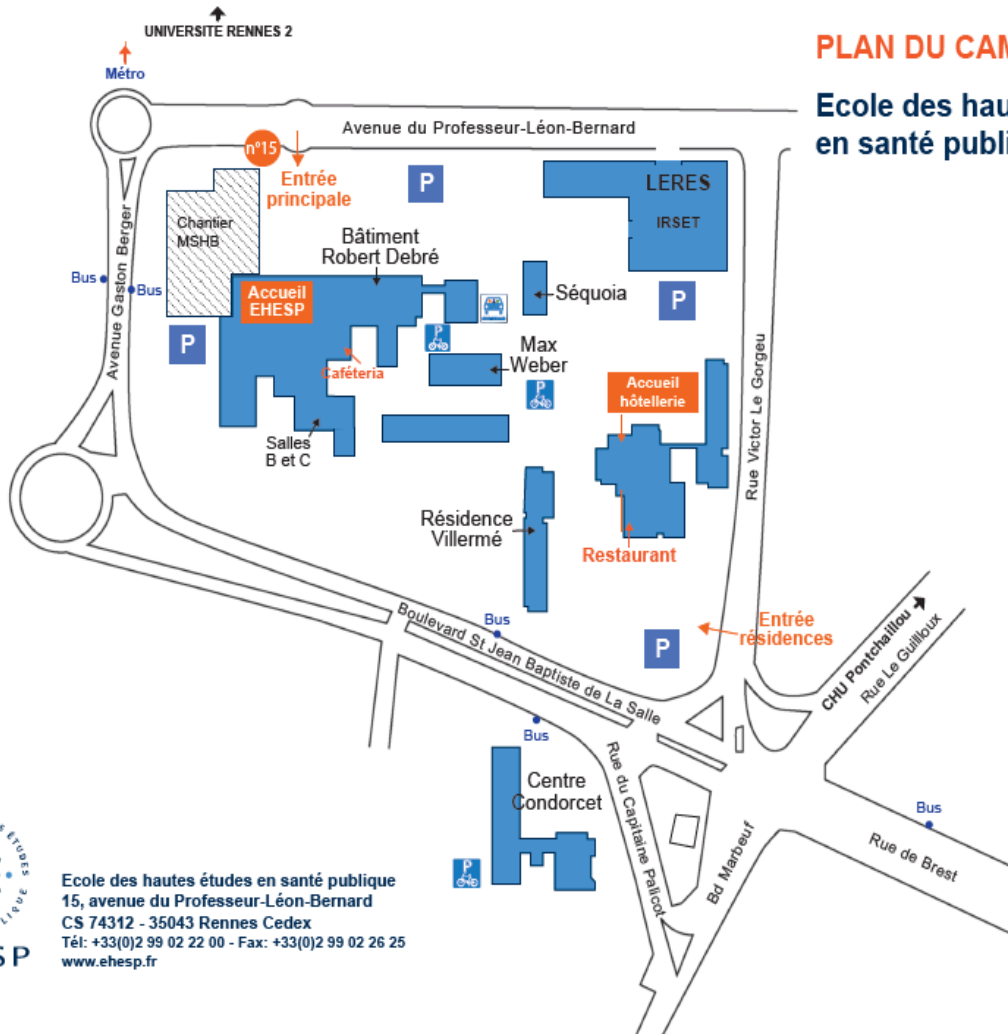 UNIVERSITE RENNES 2
Métro
PLAN DU CAM
Ecole des hau
en santé publi
Avenue du Professeur-Léon-Bernard
n°15
Entrée
principale
P
LERES
IRSET
Chantier
MSHB
Bâtiment
Robert Debré
Avenue Gaston Berger
Bus
Bus
Accueil
EHESP
Séquoia
P
P
P
Max
Weber
Caféteria
P
Accueil
hôtellerie
Rue Victor Le Gorgeu
Salles
B et C
Résidence
Villermé
Restaurant
Boulevard St Jean Baptiste de La Salle
Bus
Entrée
résidences
P
CHU Pontchaillou
Rue Le Guilloux
Bus
Rue du Capitaine Palicot
Centre
Condorcet
Bd Marbeuf
Bus
Rue de Brest
P
ÉTUDES
SP
Ecole des hautes études en santé publique
15, avenue du Professeur-Léon-Bernard
CS 74312 - 35043 Rennes Cedex
Tél: +33(0)2 99 02 22 00 - Fax: +33(0)2 99 02 26 25
www.ehesp.fr